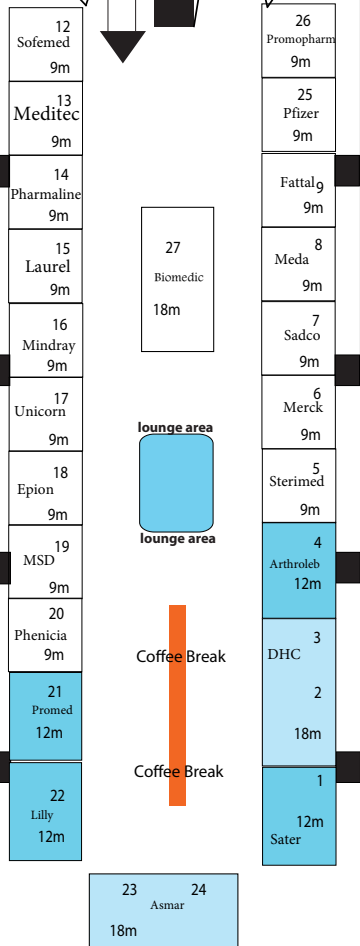 12
Sofemed
9m
13
Meditec
9m
14
Pharmaline
9m
15
Laurel
9m
16
Mindray
9m
17
Unicorn
9m
18
Epion
9m
19
MSD
9m
20
Phenicia
9m
21
Promed
12m
22
Lilly
12m
27
Biomedic
18m
lounge area
lounge area
Coffee Break
Coffee Break
23 24
Asmar
18m
26
Promopharm
9m
25
Pfizer
9m
Fattal 9
9m
8
Meda
9m
7
Sadco
9m
6
Merck
9m
5
Sterimed
9m
4
Arthroleb
12m
3
DHC
2
18m
1
12m
Sater